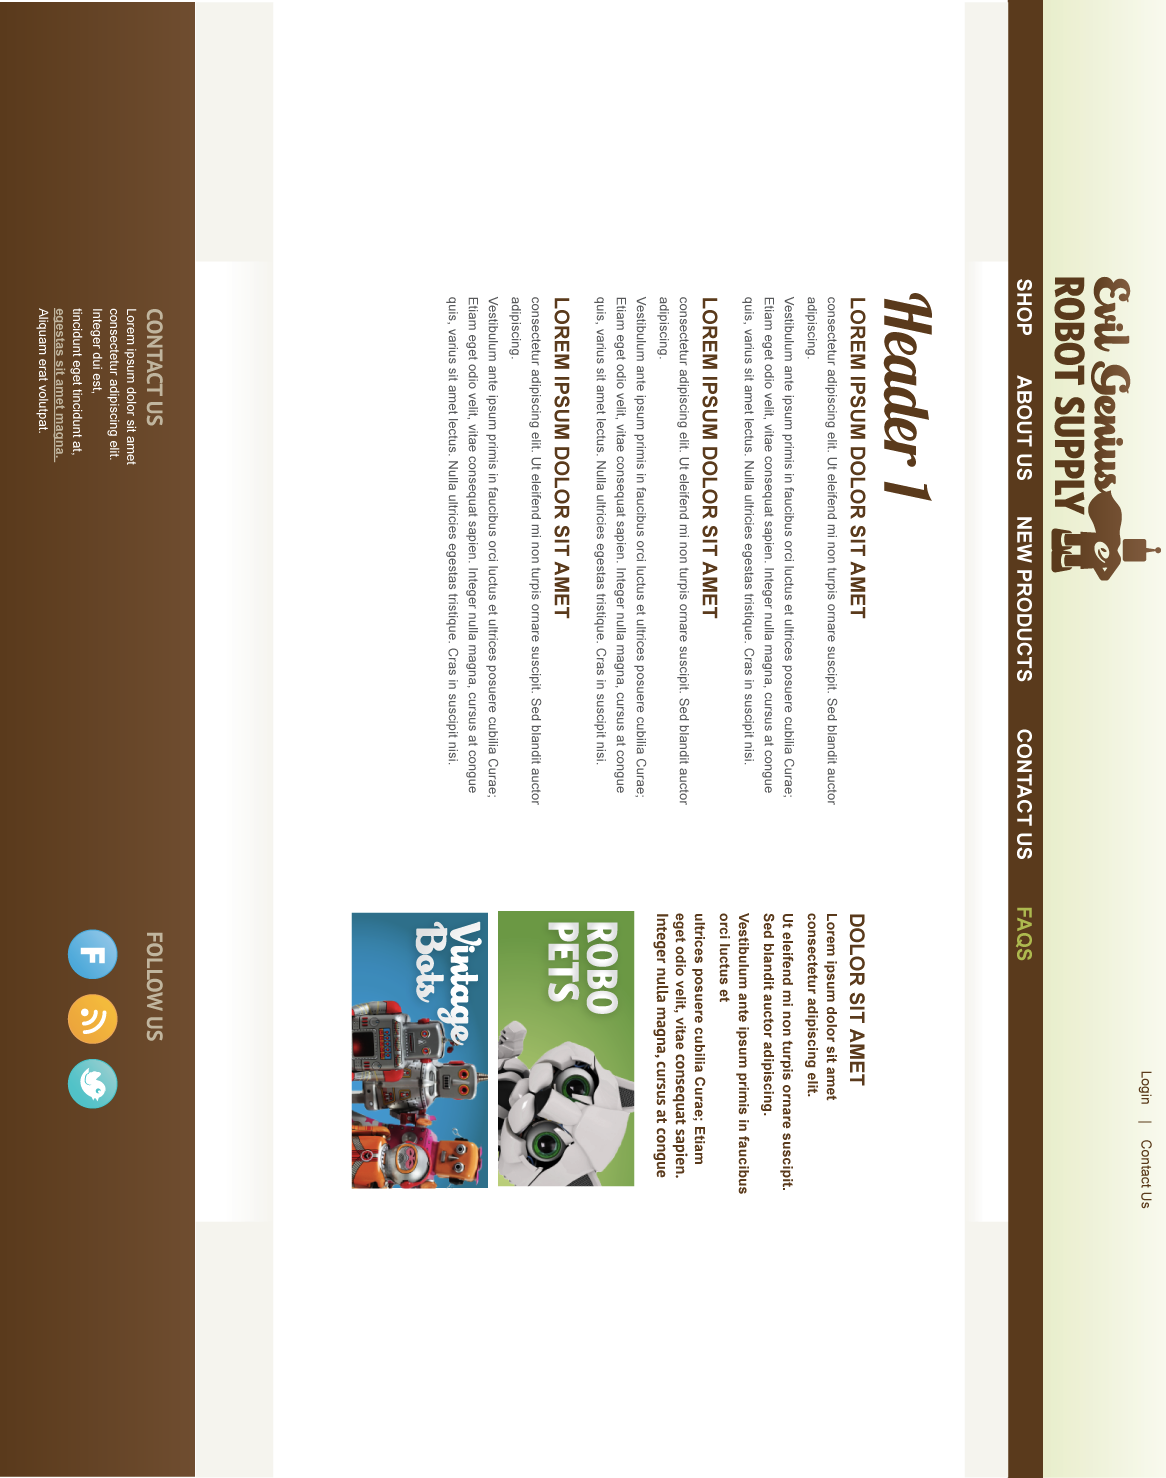 Login | Contact Us
Evil Genius
ROBOT SUPPLY
SHOP ABOUT US NEW PRODUCTS CONTACT US FAQS
Header 1
LOREM IPSUM DOLOR SIT AMET
consectetur adipiscing elit. Ut eleifend mi non turpis ornare suscipit. Sed blandit auctor
adipiscing.
Vestibulum ante ipsum primis in faucibus orci luctus et ultrices posuere cubilia Curae;
Etiam eget odio velit, vitae consequat sapien. Integer nulla magna, cursus at congue
quis, varius sit amet lectus. Nulla ultricies egestas tristique. Cras in suscipit nisi.
LOREM IPSUM DOLOR SIT AMET
consectetur adipiscing elit. Ut eleifend mi non turpis ornare suscipit. Sed blandit auctor
adipiscing.
Vestibulum ante ipsum primis in faucibus orci luctus et ultrices posuere cubilia Curae;
Etiam eget odio velit, vitae consequat sapien. Integer nulla magna, cursus at congue
quis, varius sit amet lectus. Nulla ultricies egestas tristique. Cras in suscipit nisi.
LOREM IPSUM DOLOR SIT AMET
consectetur adipiscing elit. Ut eleifend mi non turpis ornare suscipit. Sed blandit auctor
adipiscing.
Vestibulum ante ipsum primis in faucibus orci luctus et ultrices posuere cubilia Curae;
Etiam eget odio velit, vitae consequat sapien. Integer nulla magna, cursus at congue
quis, varius sit amet lectus. Nulla ultricies egestas tristique. Cras in suscipit nisi.
DOLOR SIT AMET
Lorem ipsum dolor sit amet
consectetur adipiscing elit.
Ut eleifend mi non turpis ornare suscipit.
Sed blandit auctor adipiscing.
Vestibulum ante ipsum primis in faucibus
orci luctus et
ultrices posuere cubilia Curae; Etiam
eget odio velit, vitae consequat sapien.
Integer nulla magna, cursus at congue
ROBO
PETS
Vintage
Bots
CONTACT US
Lorem ipsum dolor sit amet
consectetur adipiscing elit.
Integer dui est,
tincidunt eget tincidunt at,
egestas sit amet magna.
Aliquam erat volutpat.
FOLLOW US